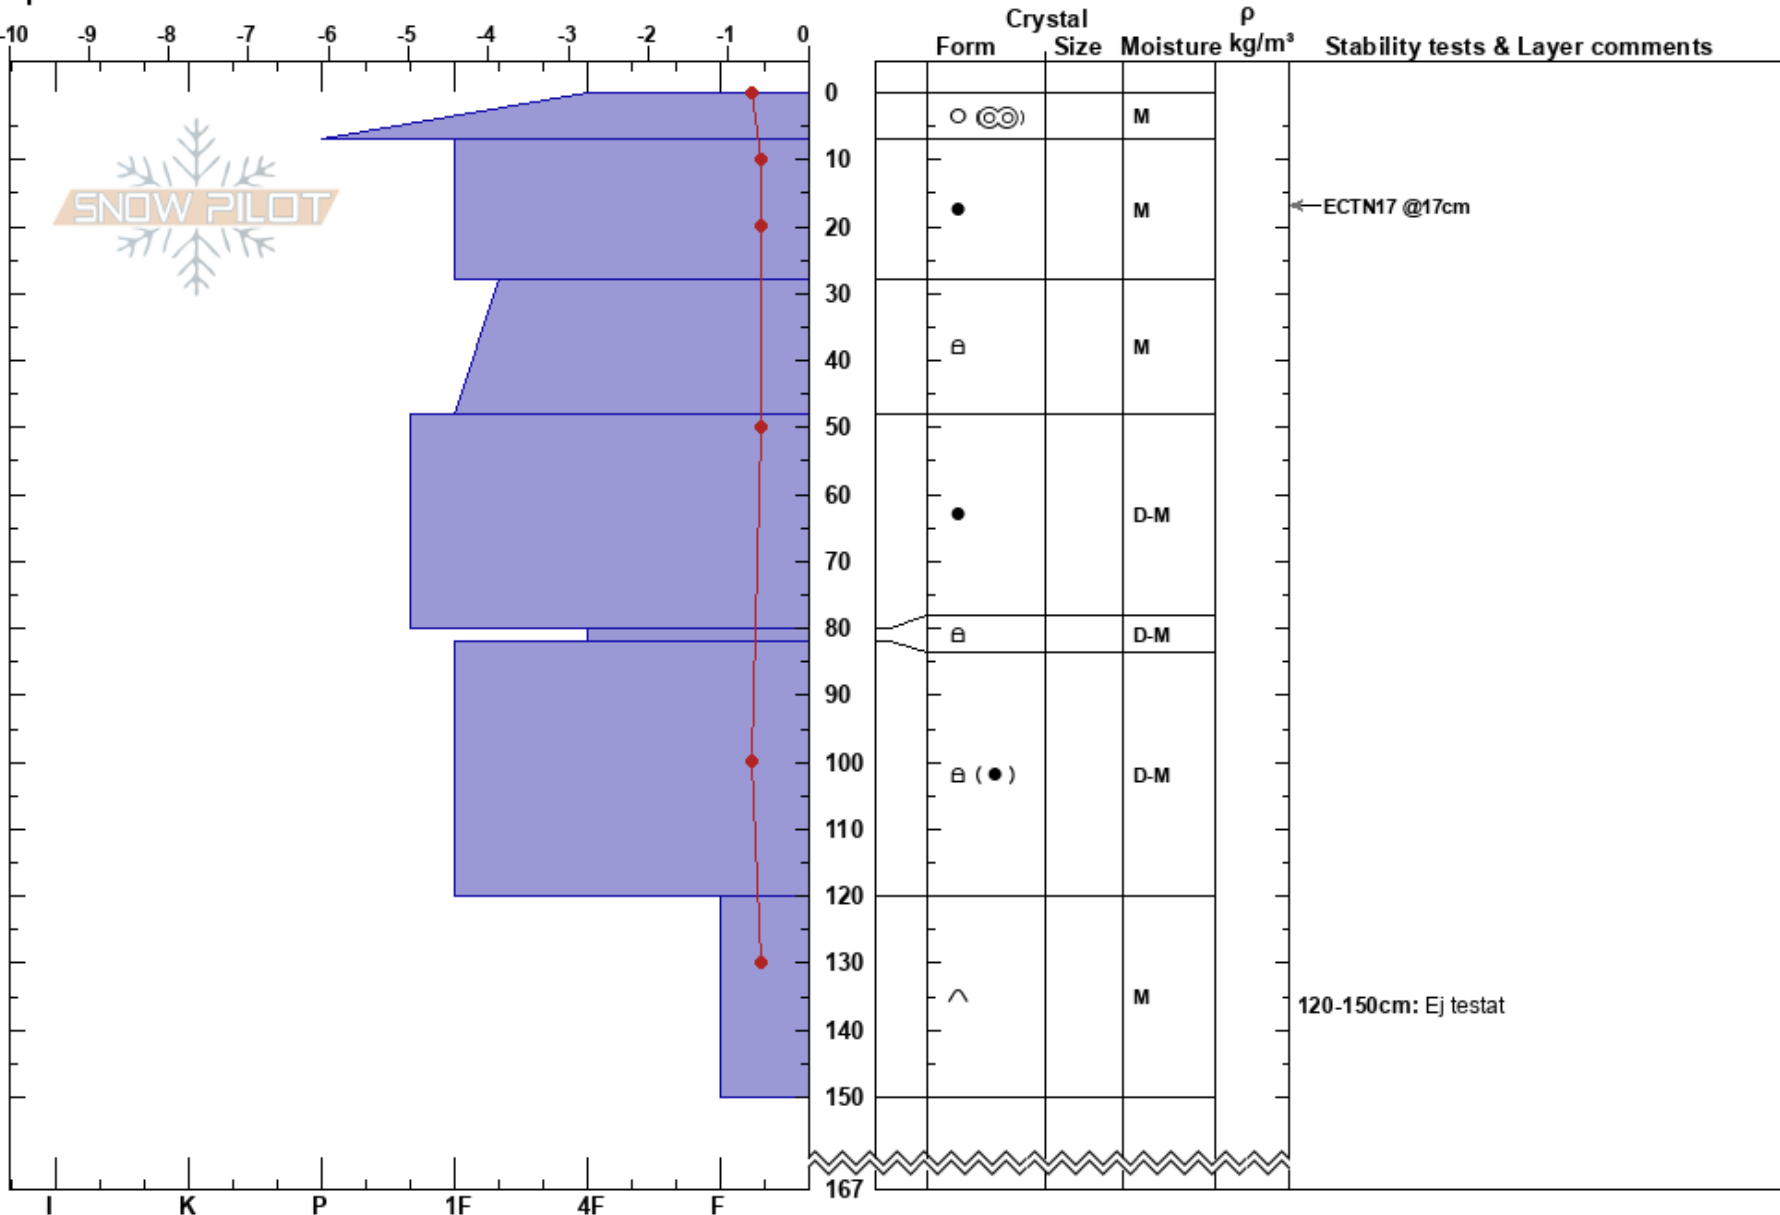 Crystal ρ
-10 -9 -8 -7 -6 -5 -4 -3 -2 -1 0 Form Size Moisture kg/m³ Stability tests & Layer comments
0
M
10
SNOW PILOT
M
ECTN17 @17cm
20
30
M
40
50
60
D-M
70
80
D-M
90
100
D-M
110
120
130
M
120-150cm: Ej testat
140
150
167
I K P 1F 4F F